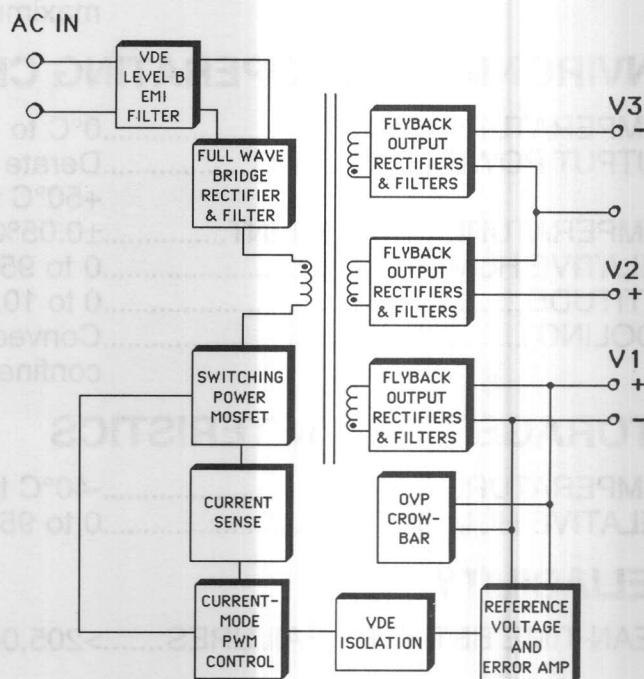 AC IN
VDE
LEVEL B
EMI
FILTER
FULL WAVE
BRIDGE
RECTIFIER
& FILTER
SWITCHING
POWER
MOSFET
CURRENT
SENSE
CURRENT-
MODE
PWM
CONTROL
VDE
ISOLATION
FLYBACK
OUTPUT
RECTIFIERS
& FILTERS
FLYBACK
OUTPUT
RECTIFIERS
& FILTERS
FLYBACK
OUTPUT
RECTIFIERS
& FILTERS
OVP
CROW-
BAR
REFERENCE
VOLTAGE
AND
ERROR AMP
V3
-
V2
+
V1
+